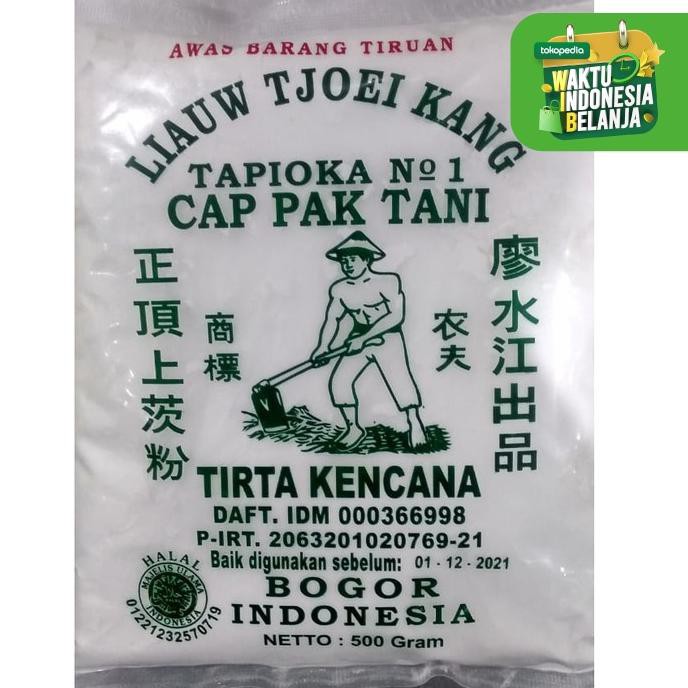 AWAS BARANG TIRUAN
LIAUW TJOEI KANG
TAPIOKA No 1
CAP PAK TANI
正頂上茨粉
商標
农夫
廖水江出品
TIRTA KENCANA
DAFT. IDM 000366998
P-IRT. 2063201020769-21
Baik digunakan sebelum: 01 - 12 - 2021
BOGOR
INDONESIA
NETTO : 500 Gram
HALAL
MAJELIS ULAMA
INDONESIA
01221232570719
tokopedia
WAKTU
INDONESIA
BELANJA